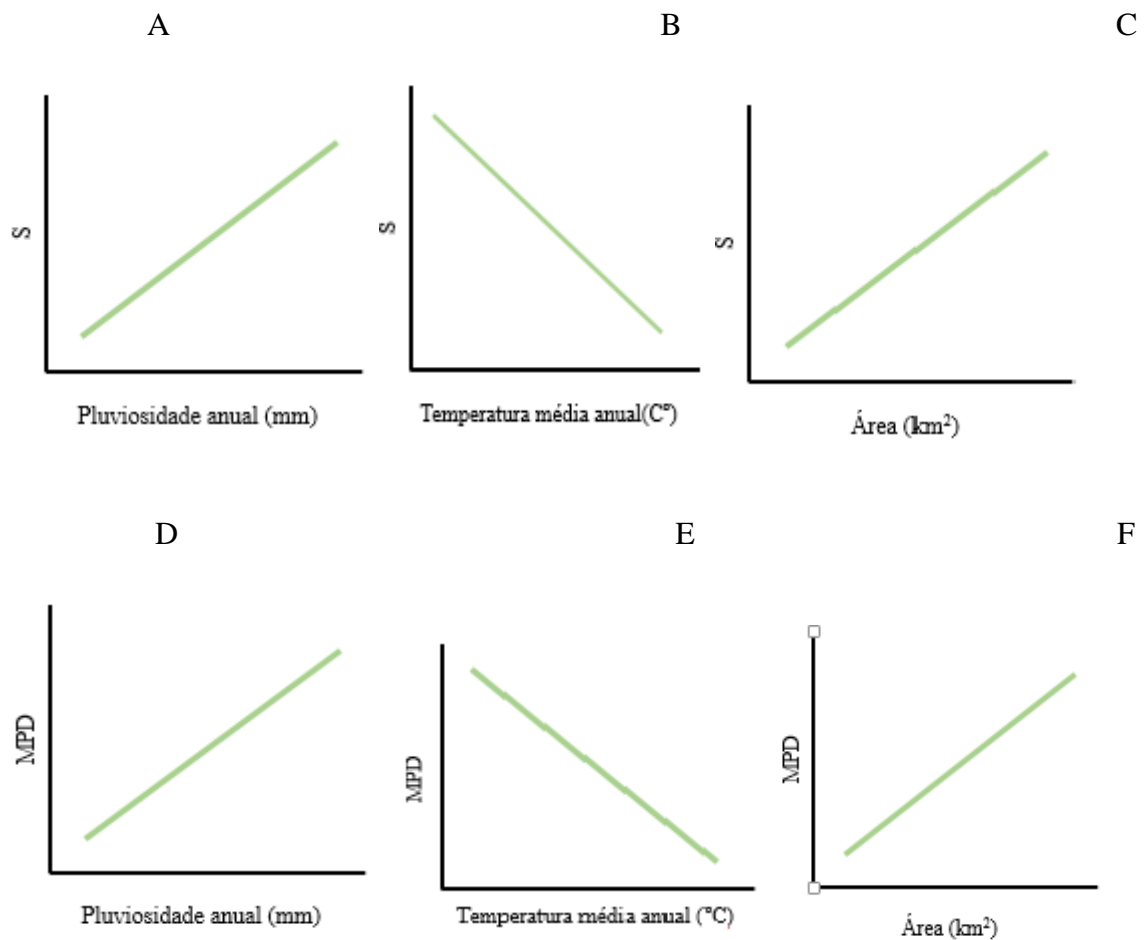 A
B
C
S
S
S
Pluviosidade anual (mm)
Temperatura média anual(C°)
Área (km²)
D
E
F
MPD
MPD
MPD
Pluviosidade anual (mm)
Temperatura média anual (°C)
Área (km²)